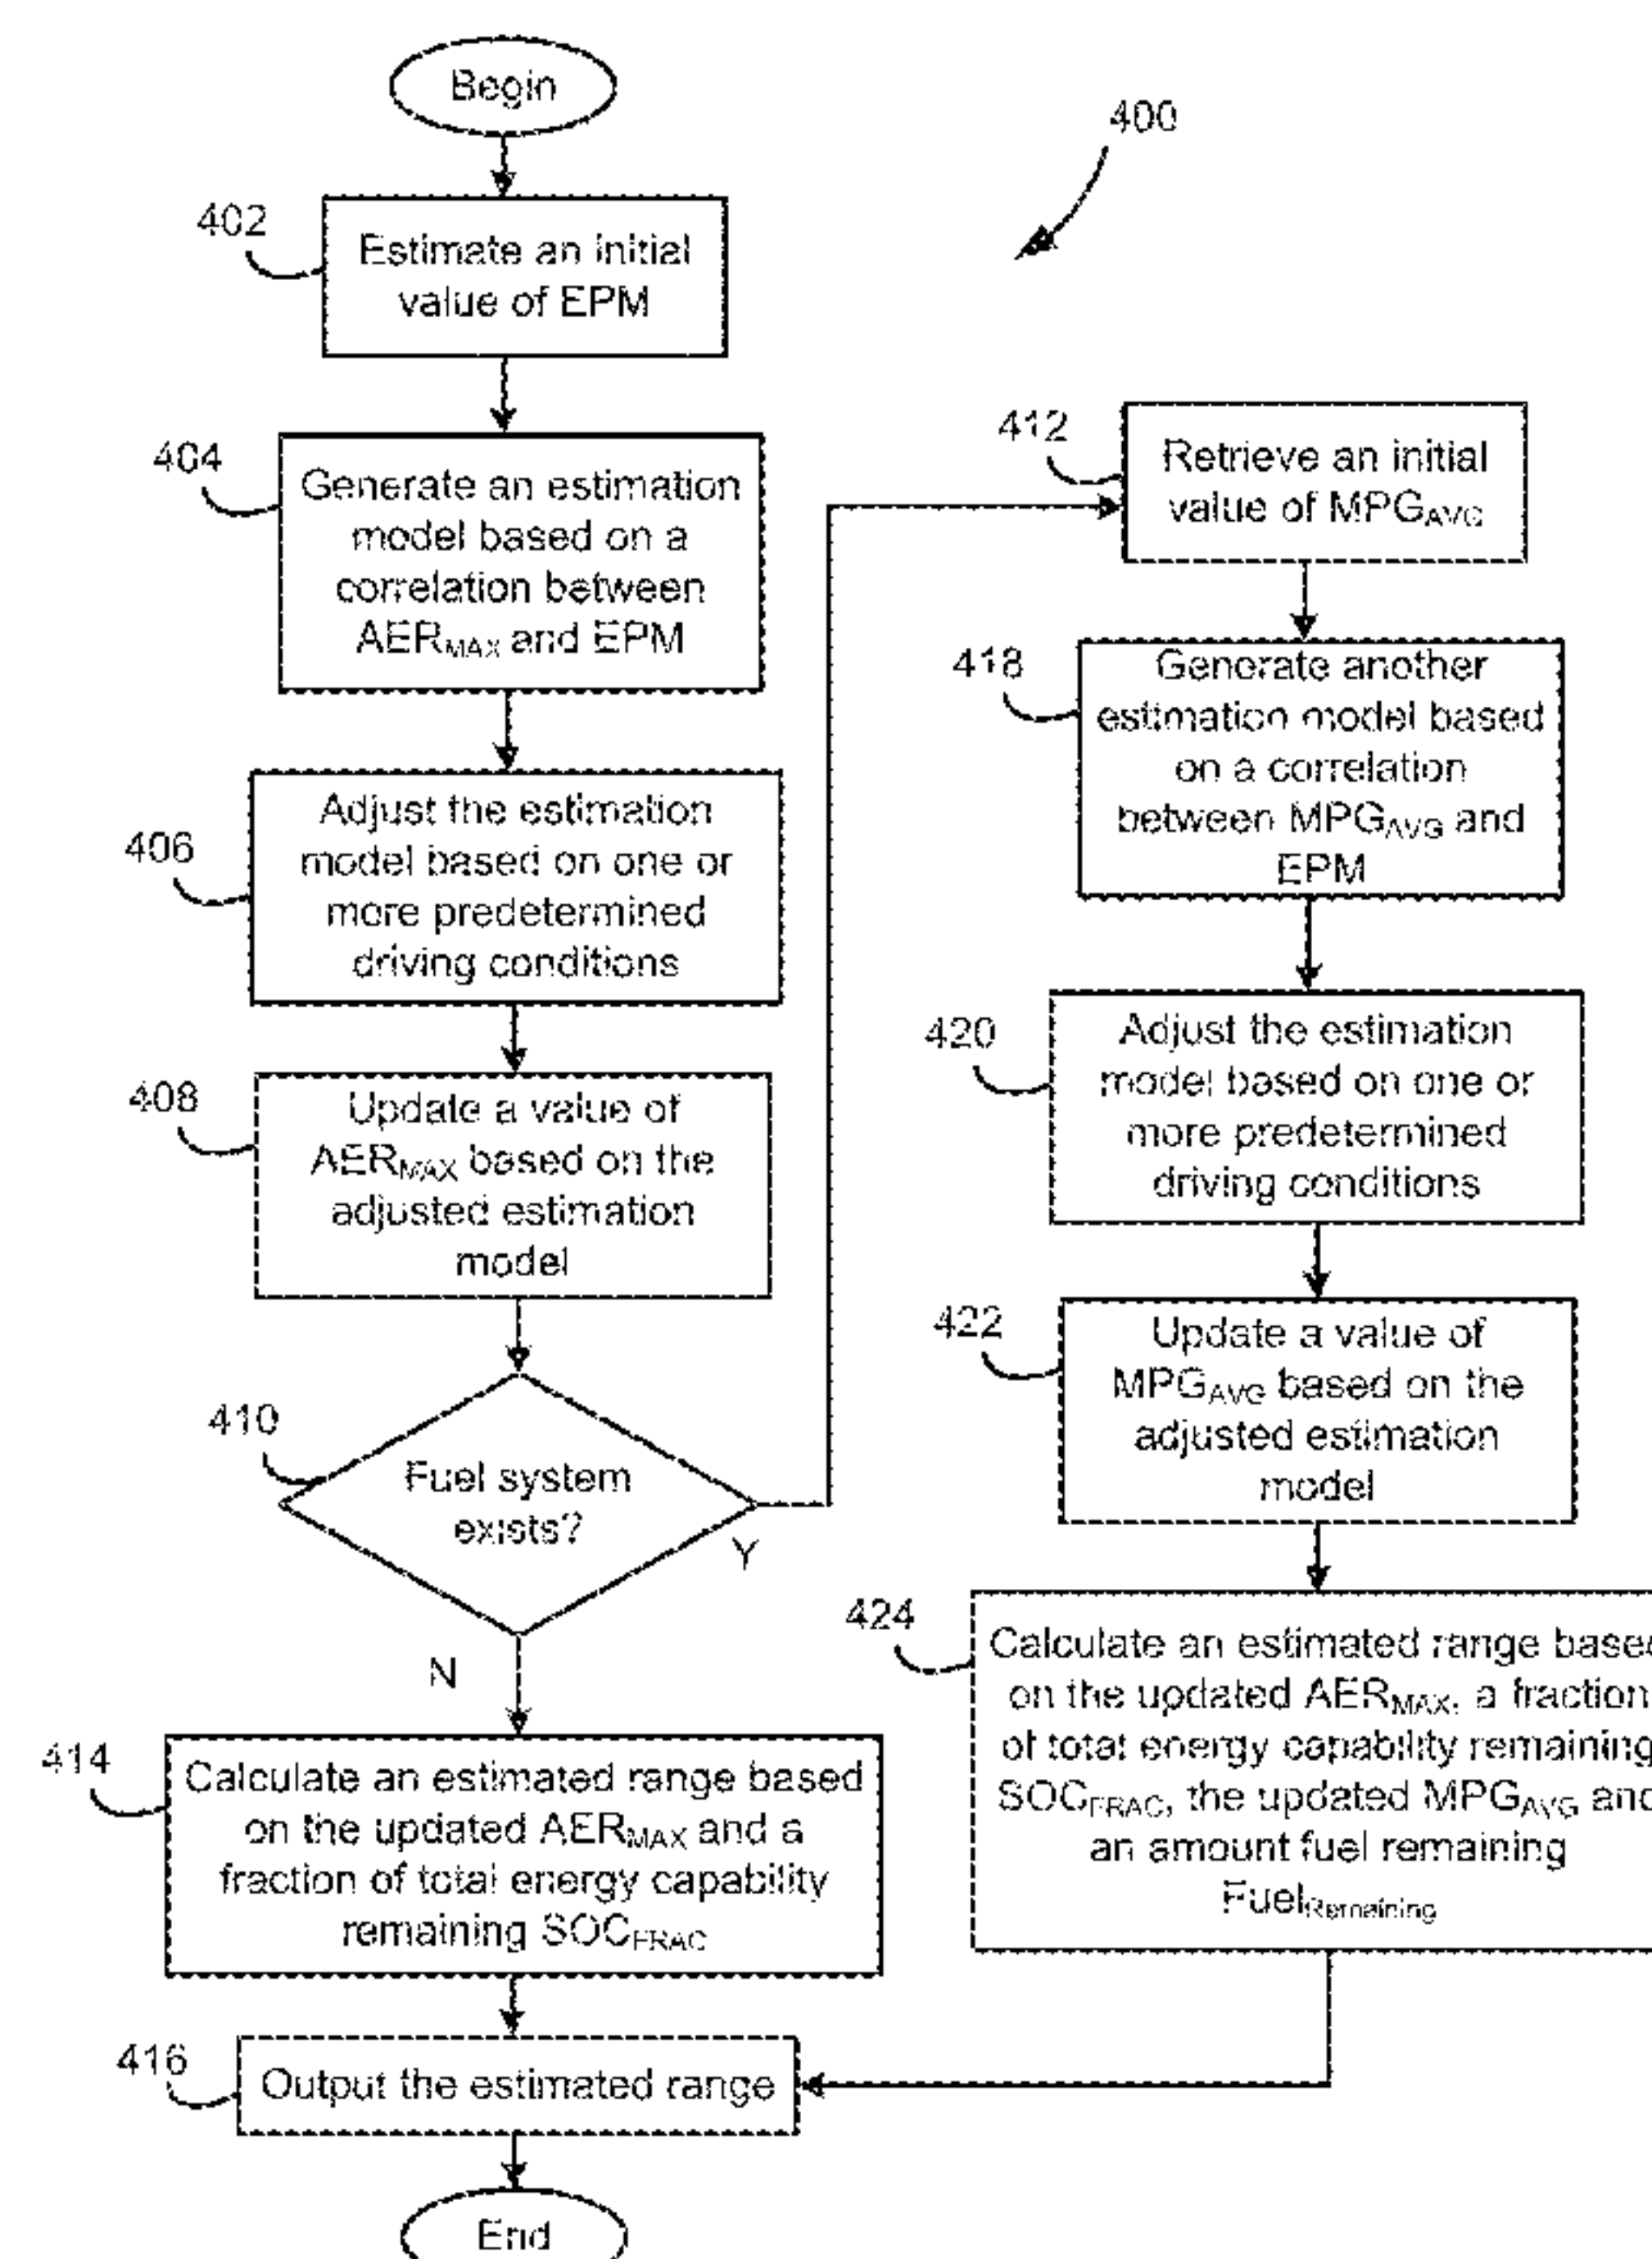 Begin
400
402
Estimate an initial
value of EPM
404
Generate an estimation
model based on a
correlation between
AERMAX and EPM
406
Adjust the estimation
model based on one or
more predetermined
driving conditions
408
Update a value of
AERMAX based on the
adjusted estimation
model
410
Fuel system
exists?
Y
N
414
Calculate an estimated range based
on the updated AERMAX and a
fraction of total energy capability
remaining SOCFRAC
416
Output the estimated range
End
412
Retrieve an initial
value of MPGAVG
418
Generate another
estimation model based
on a correlation
between MPGAVG and
EPM
420
Adjust the estimation
model based on one or
more predetermined
driving conditions
422
Update a value of
MPGAVG based on the
adjusted estimation
model
424
Calculate an estimated range based
on the updated AERMAX, a fraction
of total energy capability remaining
SOCFRAC, the updated MPGAVG and
an amount fuel remaining
FuelRemaining